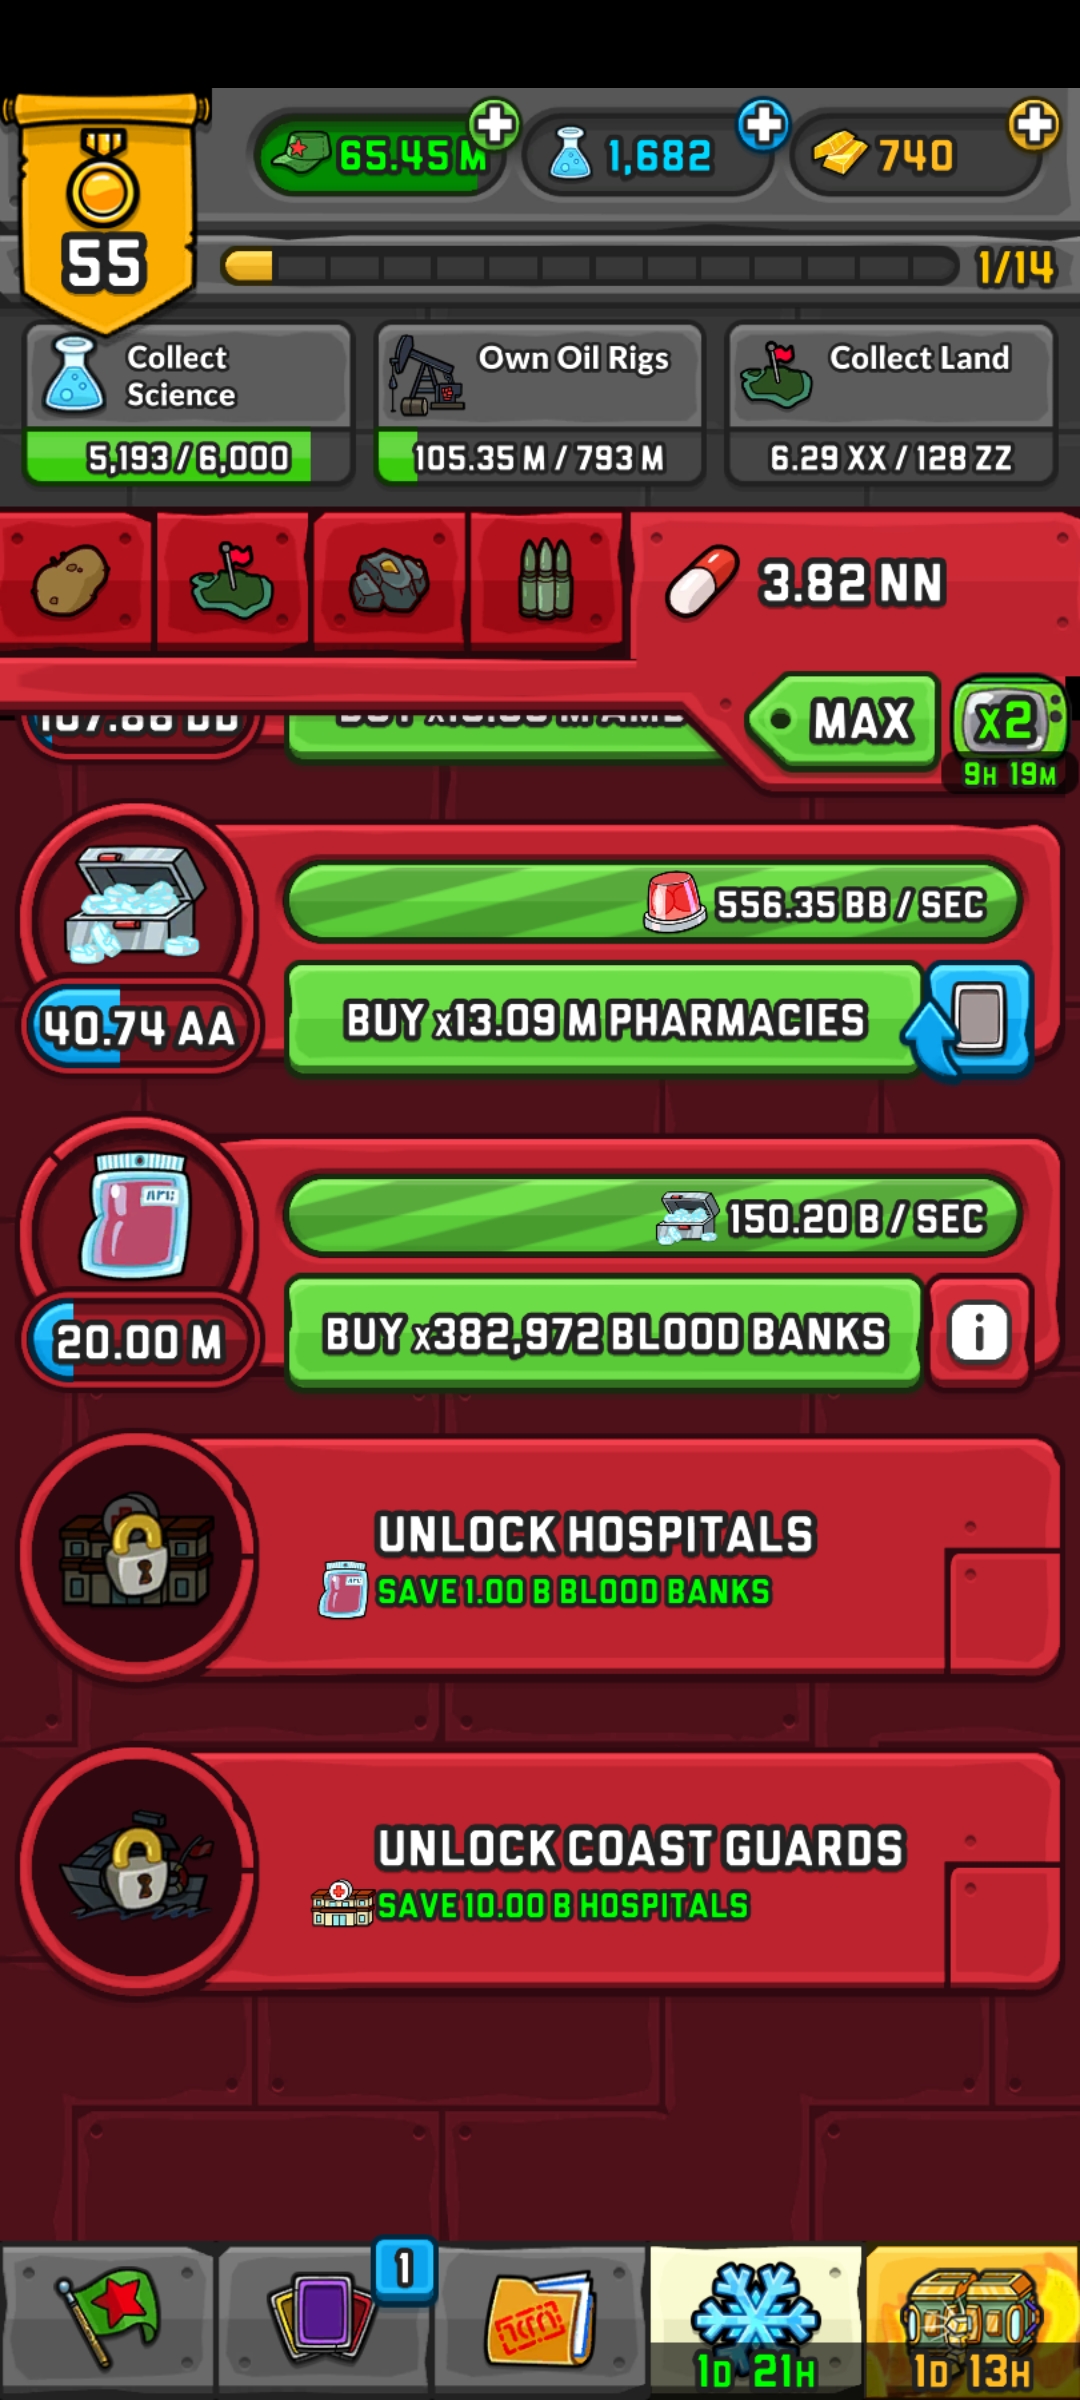 65.45 M
1,682
740
55
1/14
Collect
Science
5,193 / 6,000
Own Oil Rigs
105.35 M / 793 M
Collect Land
6.29 XX / 128 ZZ
3.82 NN
MAX
x2
9H 19M
556.35 BB / SEC
40.74 AA
BUY x13.09 M PHARMACIES
150.20 B / SEC
20.00 M
BUY x382,972 BLOOD BANKS
i
UNLOCK HOSPITALS
SAVE 1.00 B BLOOD BANKS
UNLOCK COAST GUARDS
SAVE 10.00 B HOSPITALS
1
1D 21H
1D 13H